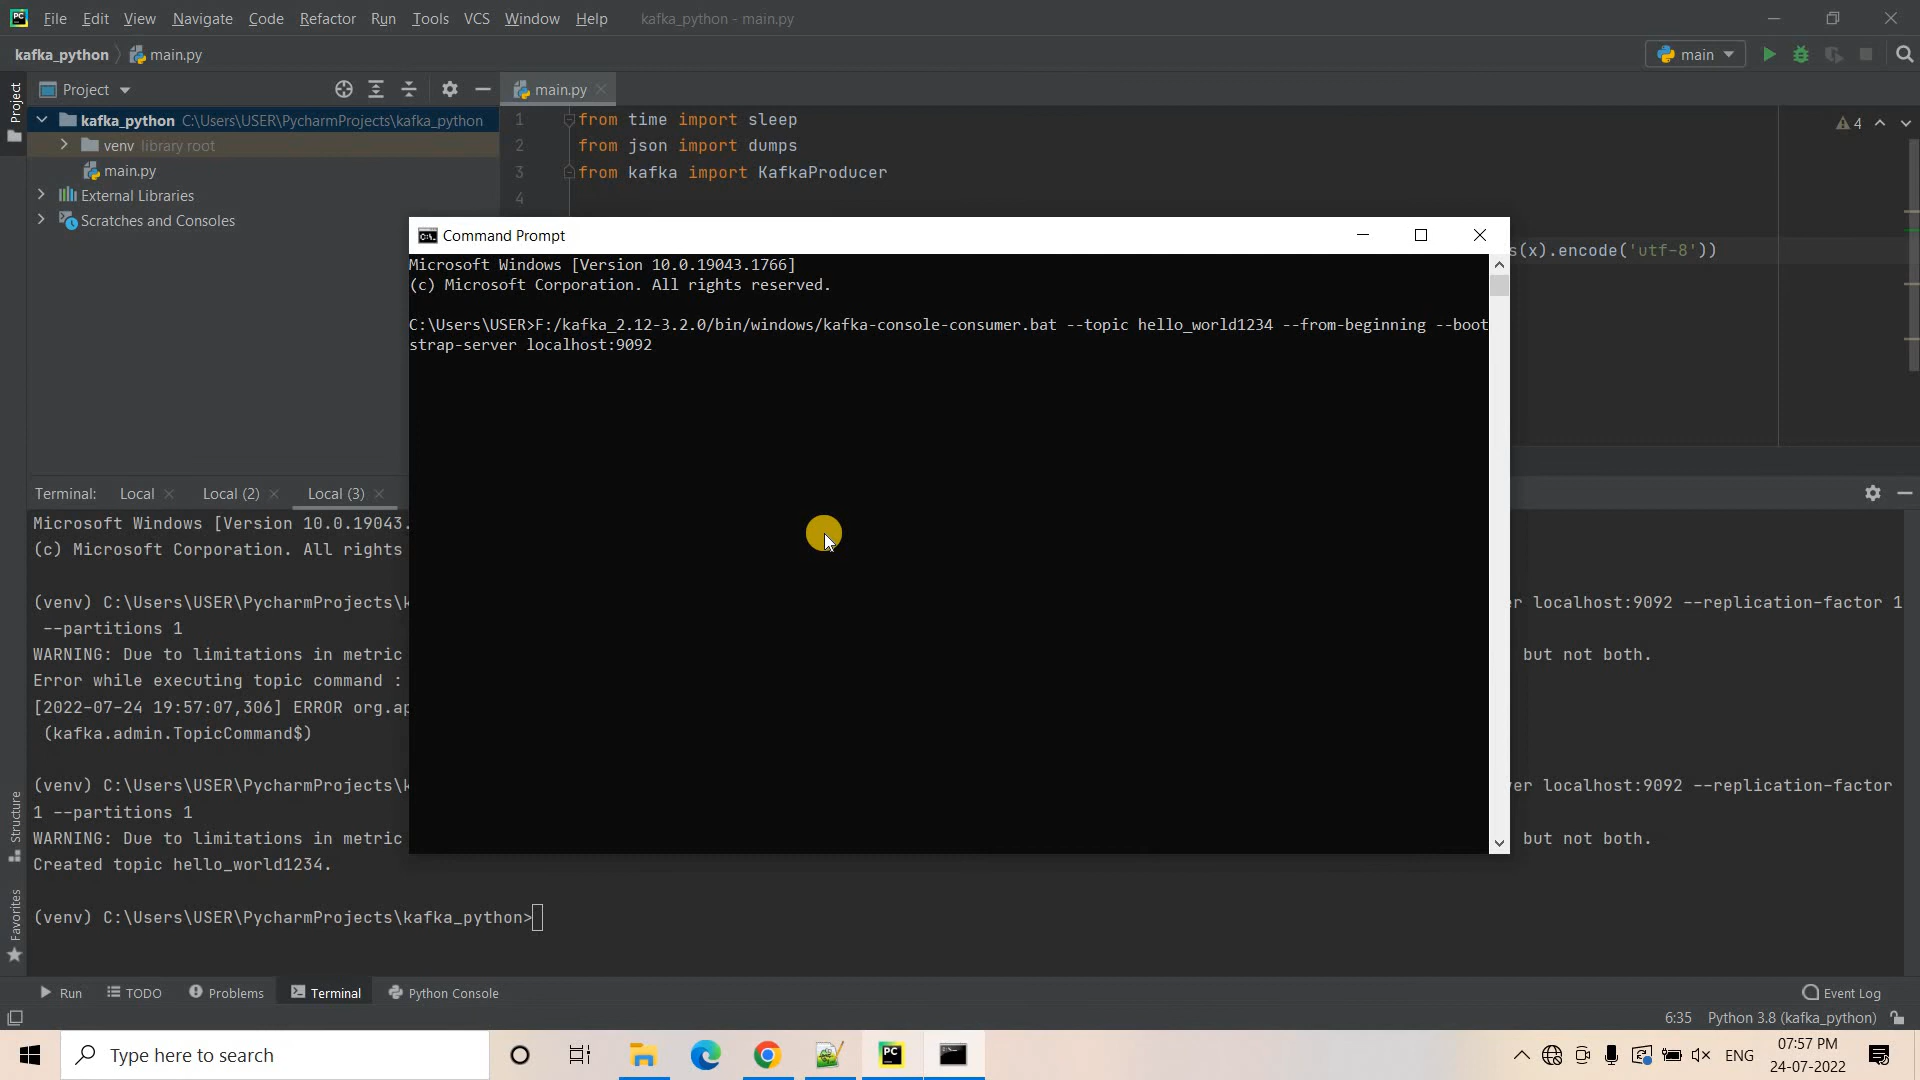 File Edit View Navigate Code Refactor Run Tools VCS Window Help kafka_python - main.py
kafka_python main.py main
Project main.py
Project
kafka_python C:\Users\USER\PycharmProjects\kafka_python
venv library root
main.py
External Libraries
Scratches and Consoles
1 from time import sleep
2 from json import dumps
3 from kafka import KafkaProducer
4
4
s(x).encode('utf-8'))
Command Prompt
Microsoft Windows [Version 10.0.19043.1766]
(c) Microsoft Corporation. All rights reserved.
C:\Users\USER>F:/kafka_2.12-3.2.0/bin/windows/kafka-console-consumer.bat --topic hello_world1234 --from-beginning --boot
strap-server localhost:9092
Terminal: Local Local (2) Local (3)
Microsoft Windows [Version 10.0.19043.
(c) Microsoft Corporation. All rights
(venv) C:\Users\USER\PycharmProjects\k
r localhost:9092 --replication-factor 1
--partitions 1
WARNING: Due to limitations in metric
but not both.
Error while executing topic command :
[2022-07-24 19:57:07,306] ERROR org.ap
(kafka.admin.TopicCommand$)
(venv) C:\Users\USER\PycharmProjects\k
er localhost:9092 --replication-factor
1 --partitions 1
WARNING: Due to limitations in metric
but not both.
Created topic hello_world1234.
(venv) C:\Users\USER\PycharmProjects\kafka_python>
Structure
Favorites
Run TODO Problems Terminal Python Console Event Log
6:35 Python 3.8 (kafka_python)
Type here to search
ENG
07:57 PM
24-07-2022